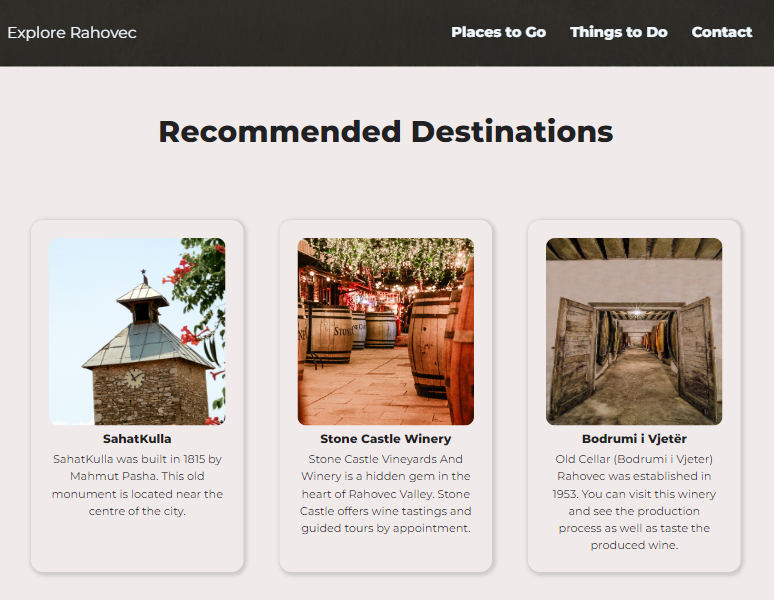 Explore Rahovec
Places to Go
Things to Do
Contact
Recommended Destinations
SahatKulla
SahatKulla was built in 1815 by
Mahmut Pasha. This old
monument is located near the
centre of the city.
Stone Castle Winery
Stone Castle Vineyards And
Winery is a hidden gem in the
heart of Rahovec Valley. Stone
Castle offers wine tastings and
guided tours by appointment.
Bodrumi i Vjetër
Old Cellar (Bodrumi i Vjeter)
Rahovec was established in
1953. You can visit this winery
and see the production
process as well as taste the
produced wine.